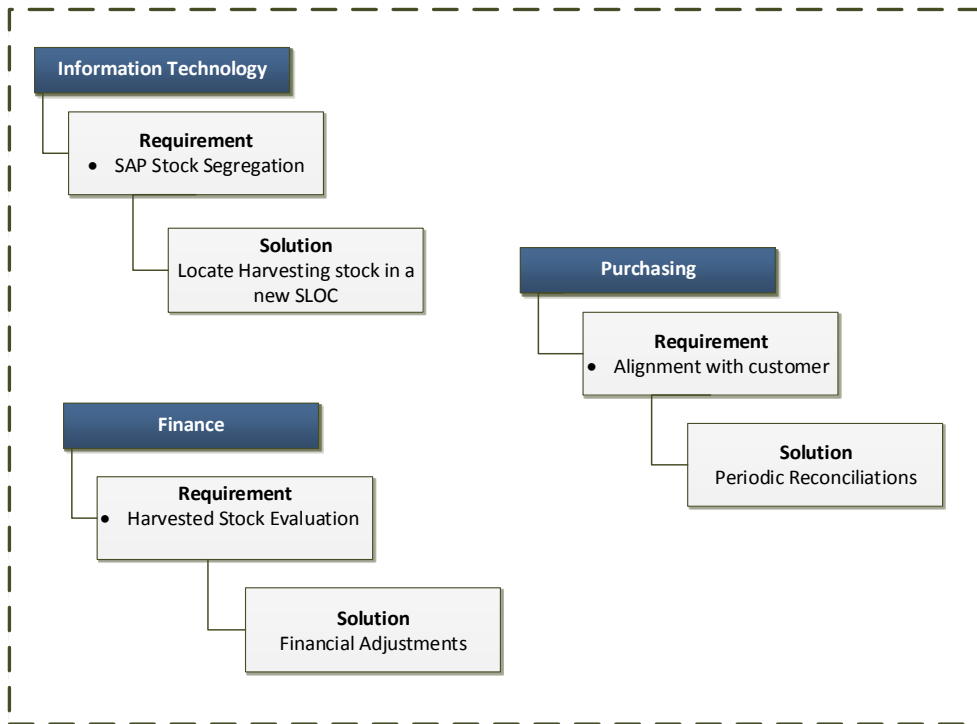 Information Technology
Requirement
• SAP Stock Segregation
Solution
Locate Harvesting stock in a
new SLOC
Purchasing
Requirement
• Alignment with customer
Solution
Periodic Reconciliations
Finance
Requirement
• Harvested Stock Evaluation
Solution
Financial Adjustments